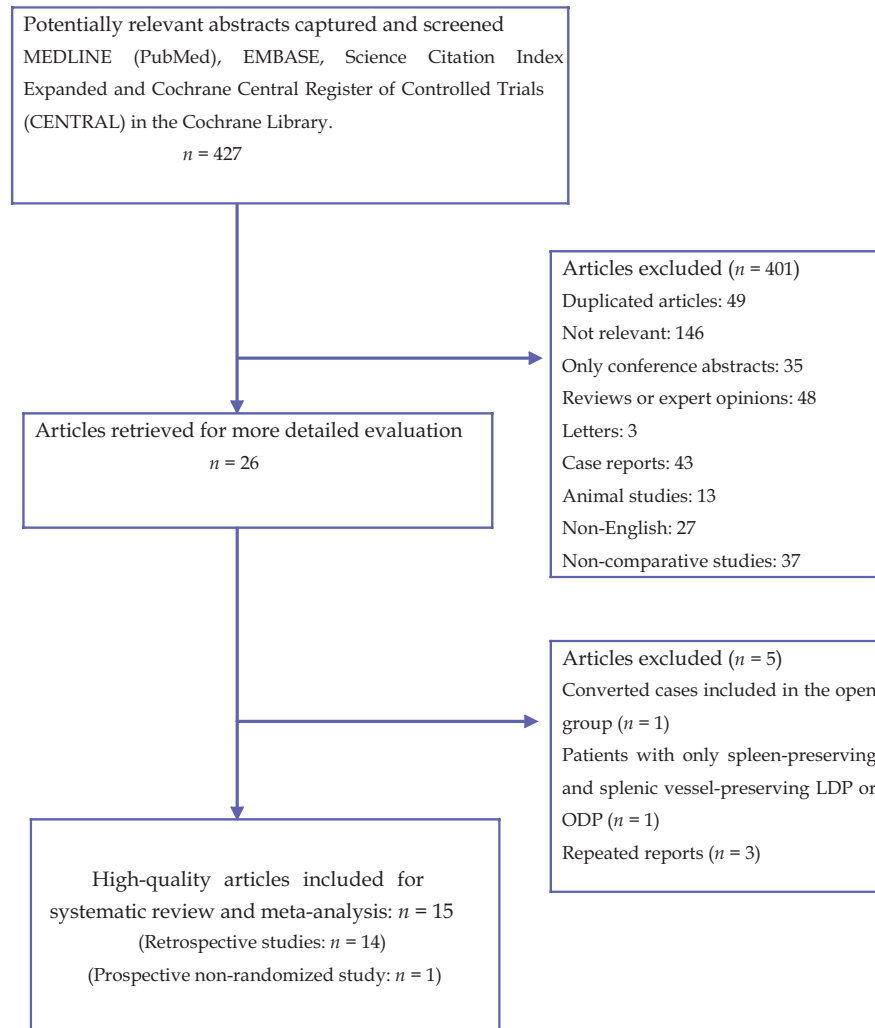 Potentially relevant abstracts captured and screened
MEDLINE (PubMed), EMBASE, Science Citation Index
Expanded and Cochrane Central Register of Controlled Trials
(CENTRAL) in the Cochrane Library.
n = 427
Articles excluded (n = 401)
Duplicated articles: 49
Not relevant: 146
Only conference abstracts: 35
Reviews or expert opinions: 48
Letters: 3
Case reports: 43
Animal studies: 13
Non-English: 27
Non-comparative studies: 37
Articles retrieved for more detailed evaluation
n = 26
Articles excluded (n = 5)
Converted cases included in the open
group (n = 1)
Patients with only spleen-preserving
and splenic vessel-preserving LDP or
ODP (n = 1)
Repeated reports (n = 3)
High-quality articles included for
systematic review and meta-analysis: n = 15
(Retrospective studies: n = 14)
(Prospective non-randomized study: n = 1)